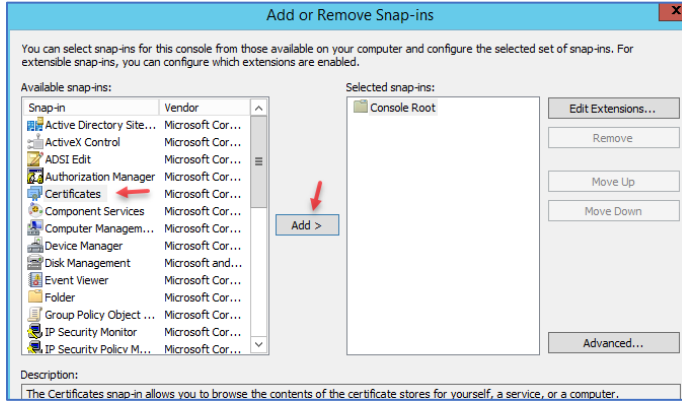 Add or Remove Snap-ins
X
You can select snap-ins for this console from those available on your computer and configure the selected set of snap-ins. For
extensible snap-ins, you can configure which extensions are enabled.
Available snap-ins:
Selected snap-ins:
Snap-in Vendor
Active Directory Site... Microsoft Cor...
ActiveX Control Microsoft Cor...
ADSI Edit Microsoft Cor...
Authorization Manager Microsoft Cor...
Certificates Microsoft Cor...
Component Services Microsoft Cor...
Computer Managem... Microsoft Cor...
Device Manager Microsoft Cor...
Disk Management Microsoft and...
Event Viewer Microsoft Cor...
Folder Microsoft Cor...
Group Policy Object ... Microsoft Cor...
IP Security Monitor Microsoft Cor...
IP Security Policy M... Microsoft Cor...
Add >
Console Root
Edit Extensions...
Remove
Move Up
Move Down
Advanced...
Description:
The Certificates snap-in allows you to browse the contents of the certificate stores for yourself, a service, or a computer.